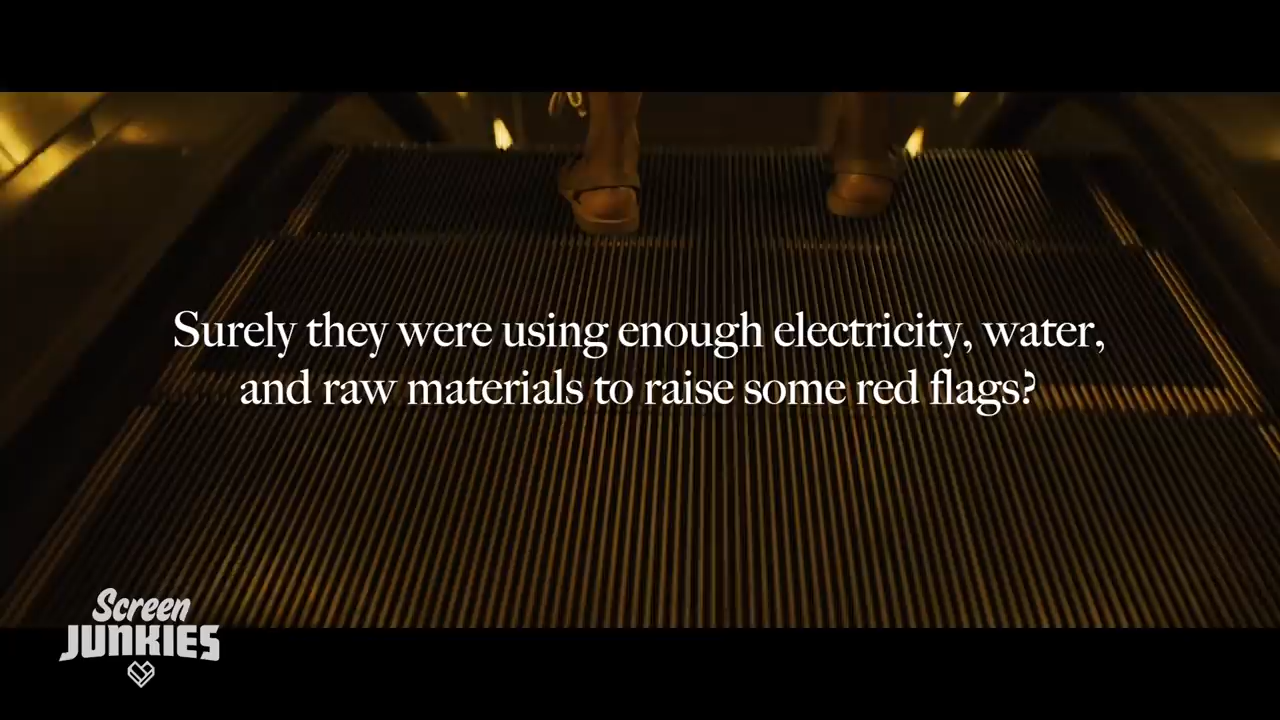 Surely they were using enough electricity, water,
and raw materials to raise some red flags?
Screen
JUNKIES